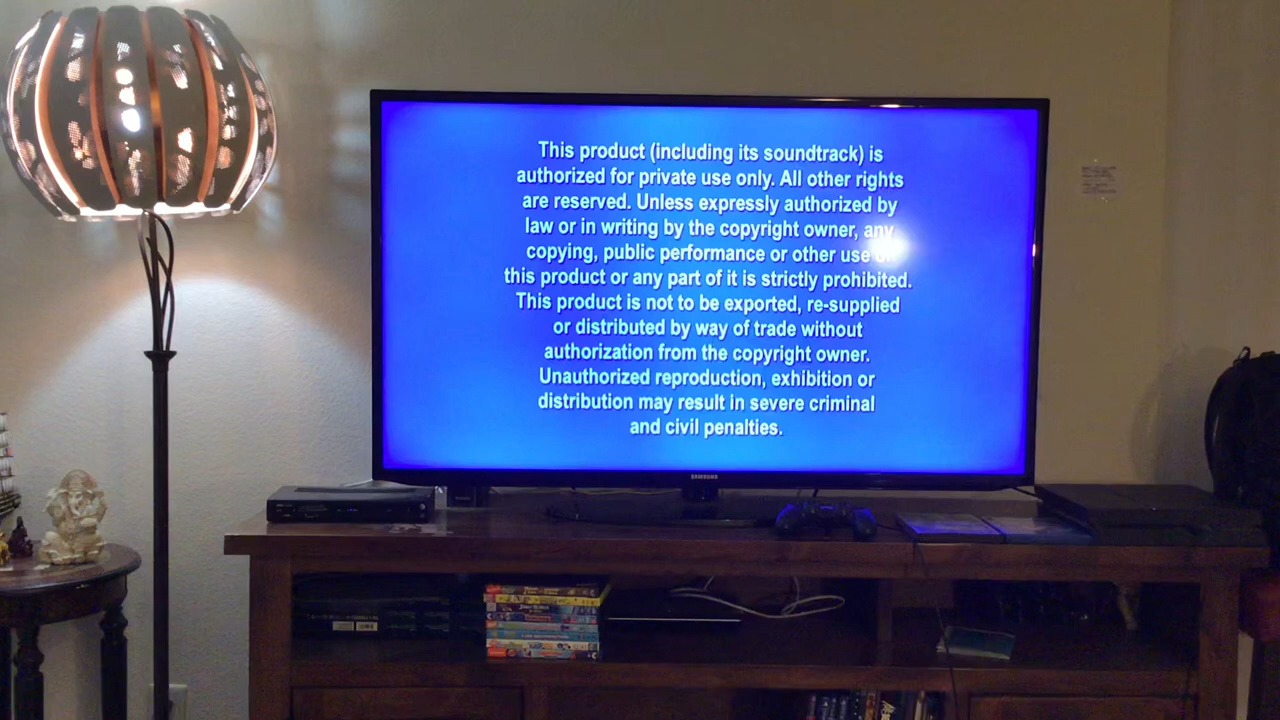 This product (including its soundtrack) is
authorized for private use only. All other rights
are reserved. Unless expressly authorized by
law or in writing by the copyright owner, any
copying, public performance or other use
this product or any part of it is strictly prohibited.
This product is not to be exported, re-supplied
or distributed by way of trade without
authorization from the copyright owner.
Unauthorized reproduction, exhibition or
distribution may result in severe criminal
and civil penalties.
SAMSUNG